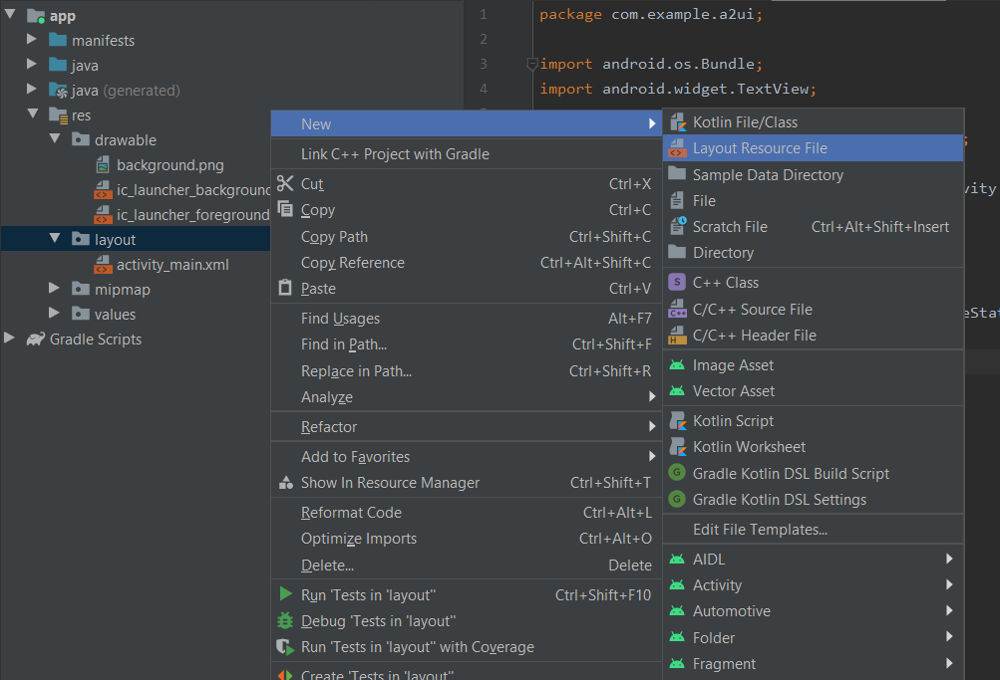 app
manifests
java
java (generated)
res
drawable
background.png
ic_launcher_background
ic_launcher_foreground
layout
activity_main.xml
mipmap
values
Gradle Scripts
1 package com.example.a2ui;
2
3 import android.os.Bundle;
4 import android.widget.TextView;
;
vity
eStat
New
Link C++ Project with Gradle
Cut Ctrl+X
Copy Ctrl+C
Copy Path Ctrl+Shift+C
Copy Reference Ctrl+Alt+Shift+C
Paste Ctrl+V
Find Usages Alt+F7
Find in Path... Ctrl+Shift+F
Replace in Path... Ctrl+Shift+R
Analyze
Refactor
Add to Favorites
Show In Resource Manager Ctrl+Shift+T
Reformat Code Ctrl+Alt+L
Optimize Imports Ctrl+Alt+O
Delete... Delete
Run 'Tests in 'layout'' Ctrl+Shift+F10
Debug 'Tests in 'layout''
Run 'Tests in 'layout'' with Coverage
Create 'Tests in 'layout''
Kotlin File/Class
Layout Resource File
Sample Data Directory
File
Scratch File Ctrl+Alt+Shift+Insert
Directory
S C++ Class
C++ C/C++ Source File
H C/C++ Header File
Image Asset
Vector Asset
Kotlin Script
Kotlin Worksheet
G Gradle Kotlin DSL Build Script
G Gradle Kotlin DSL Settings
Edit File Templates...
AIDL
Activity
Automotive
Folder
Fragment